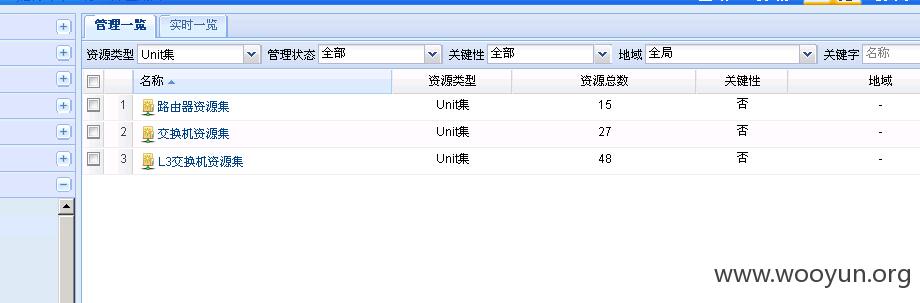 管理一览 实时一览
资源类型 Unit集 管理状态 全部 关键性 全部 地域 全局 关键字 名称
名称 资源类型 资源总数 关键性 地域
1 路由器资源集 Unit集 15 否 -
2 交换机资源集 Unit集 27 否 -
3 L3交换机资源集 Unit集 48 否 -
www.wooyun.org